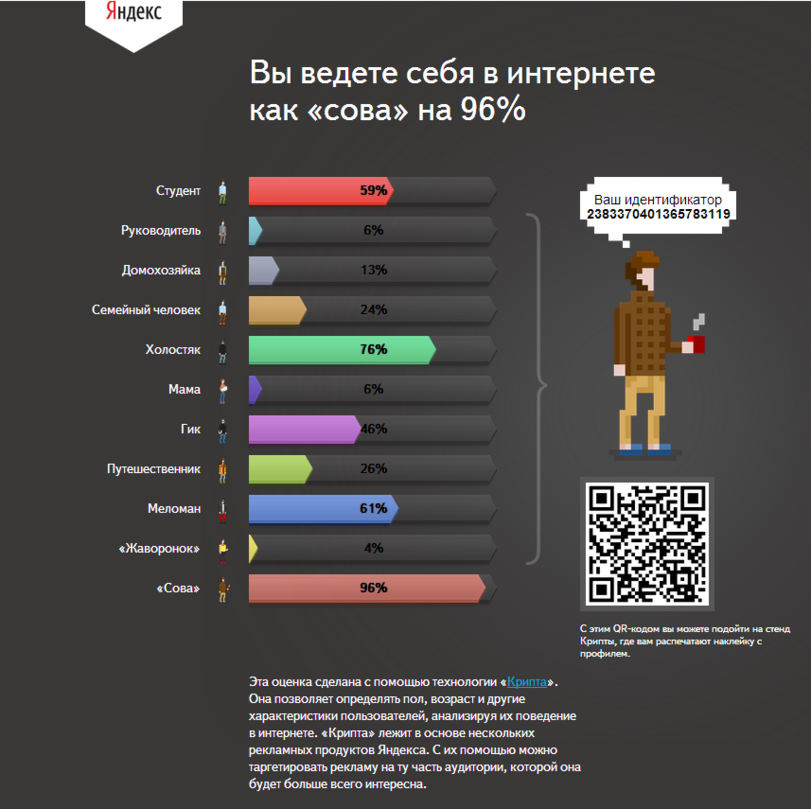 Яндекс
Вы ведете себя в интернете
как «сова» на 96%
Студент 59%
Руководитель 6%
Домохозяйка 13%
Семейный человек 24%
Холостяк 76%
Мама 6%
Гик 46%
Путешественник 26%
Меломан 61%
«Жаворонок» 4%
«Сова» 96%
Ваш идентификатор
2383370401365783119
С этим QR-кодом вы можете подойти на стенд
Крипты, где вам распечатают наклейку с
профилем.
Эта оценка сделана с помощью технологии «Крипта».
Она позволяет определять пол, возраст и другие
характеристики пользователей, анализируя их поведение
в интернете. «Крипта» лежит в основе нескольких
рекламных продуктов Яндекса. С их помощью можно
таргетировать рекламу на ту часть аудитории, которой она
будет больше всего интересна.